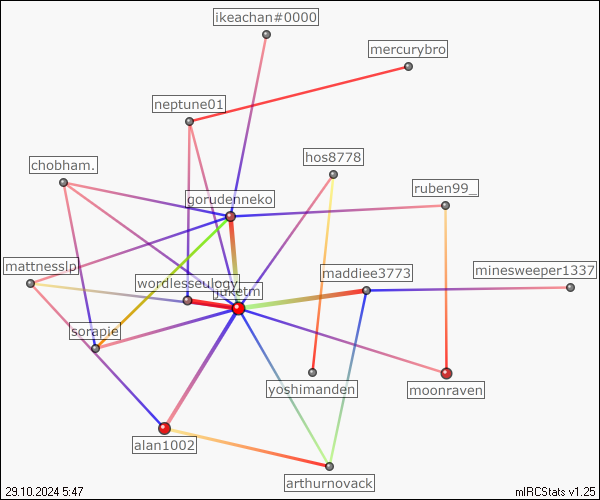 ikeachan#0000
mercurybro
neptune01
hos8778
chobham.
ruben99_
gorudenneko
mattnesslp
maddiee3773
minesweeper1337
wordlesseulogy
juketm
sorapie
yoshimanden
moonraven
alan1002
arthurnovack
29.10.2024 5:47
mIRCStats v1.25